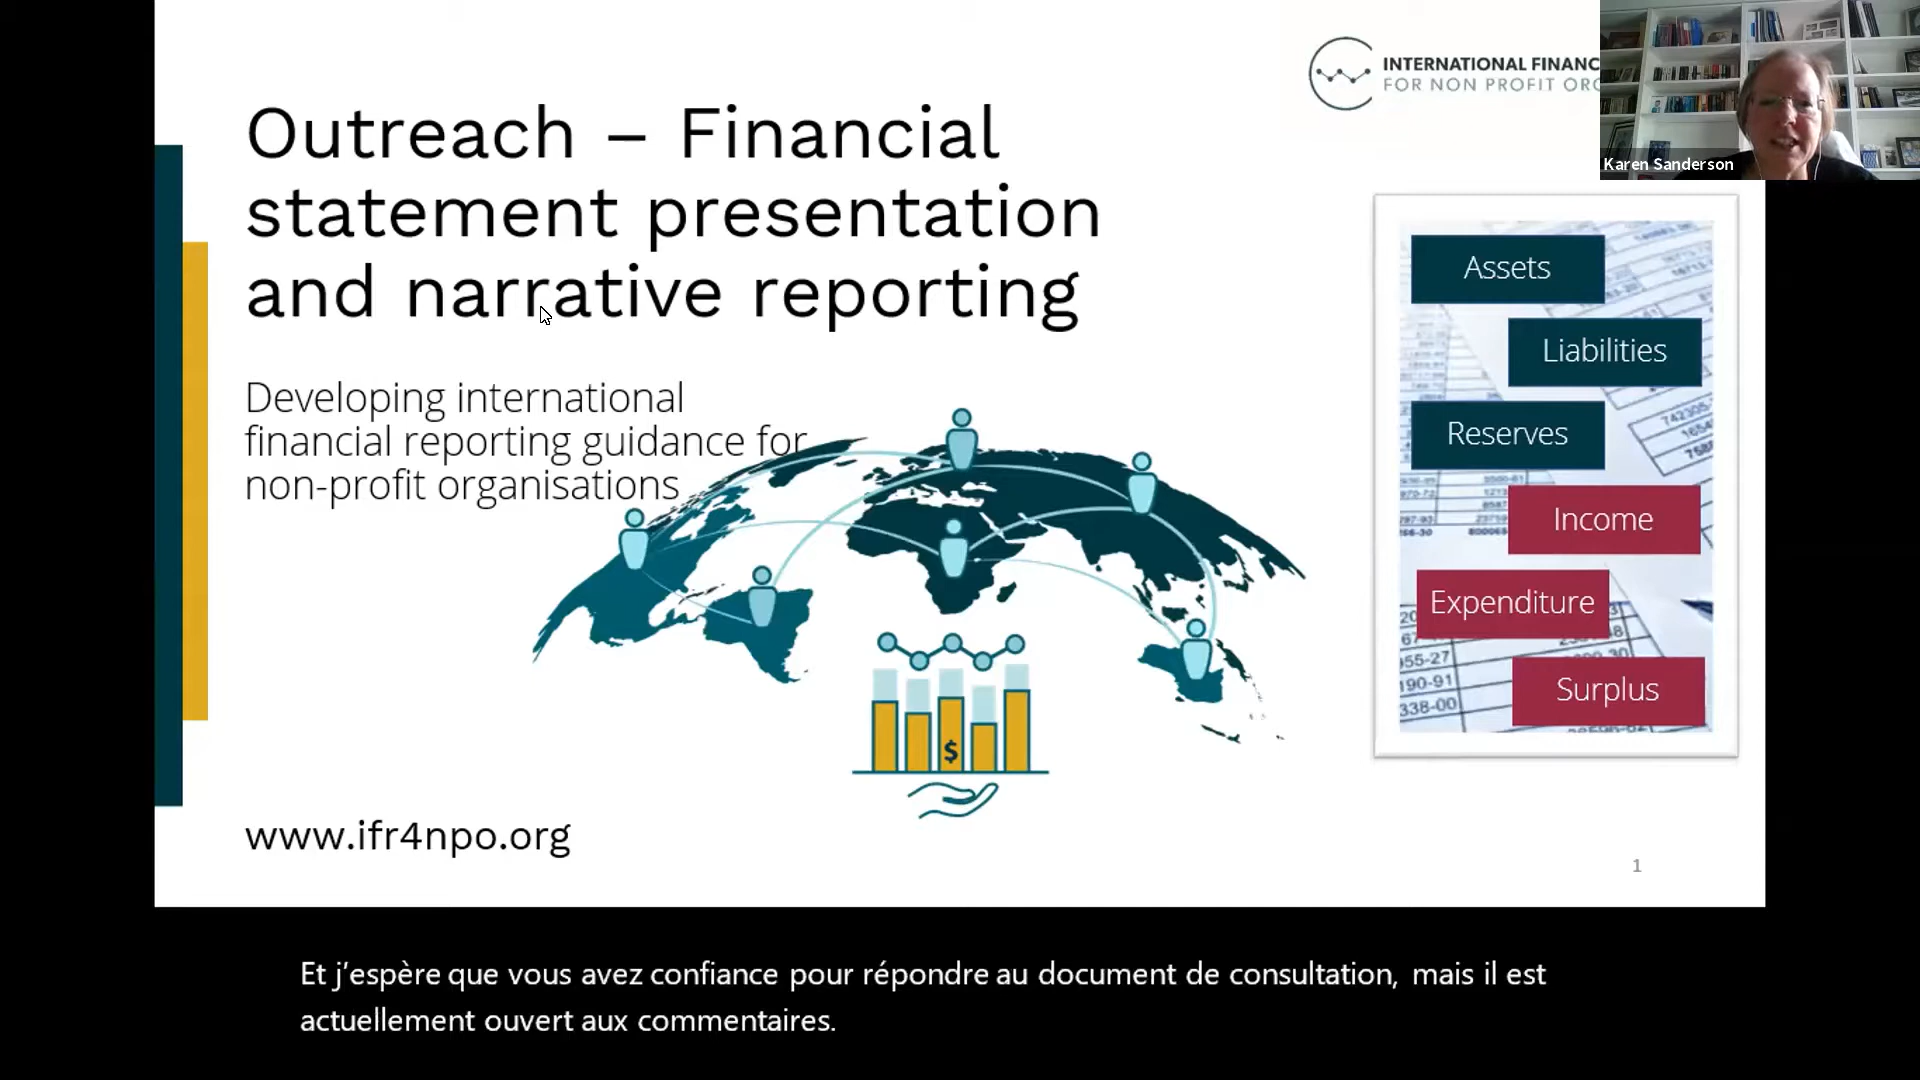 INTERNATIONAL FINANC
FOR NON PROFIT ORG
Karen Sanderson
Outreach – Financial
statement presentation
and narrative reporting
Developing international
financial reporting guidance for
non-profit organisations
Assets
Liabilities
Reserves
Income
Expenditure
Surplus
$
www.ifr4npo.org
1
Et j’espère que vous avez confiance pour répondre au document de consultation, mais il est
actuellement ouvert aux commentaires.